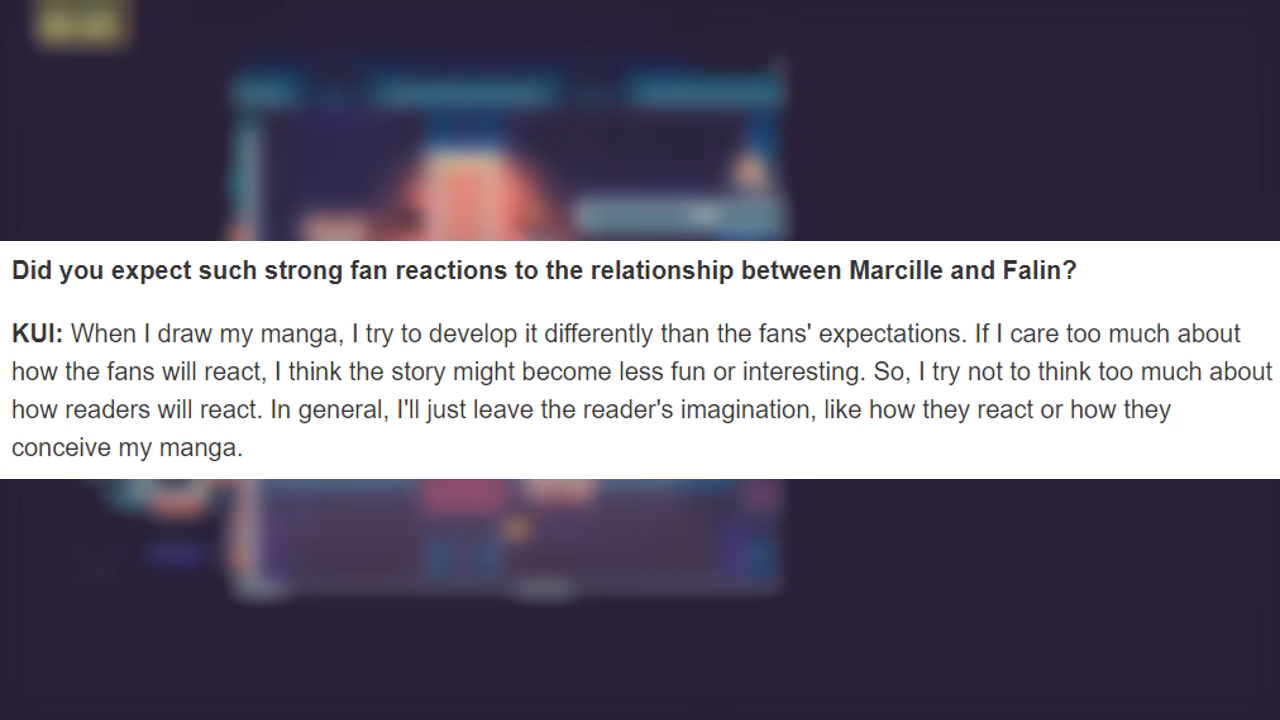 Did you expect such strong fan reactions to the relationship between Marcille and Falin?
KUI: When I draw my manga, I try to develop it differently than the fans' expectations. If I care too much about
how the fans will react, I think the story might become less fun or interesting. So, I try not to think too much about
how readers will react. In general, I'll just leave the reader's imagination, like how they react or how they
conceive my manga.